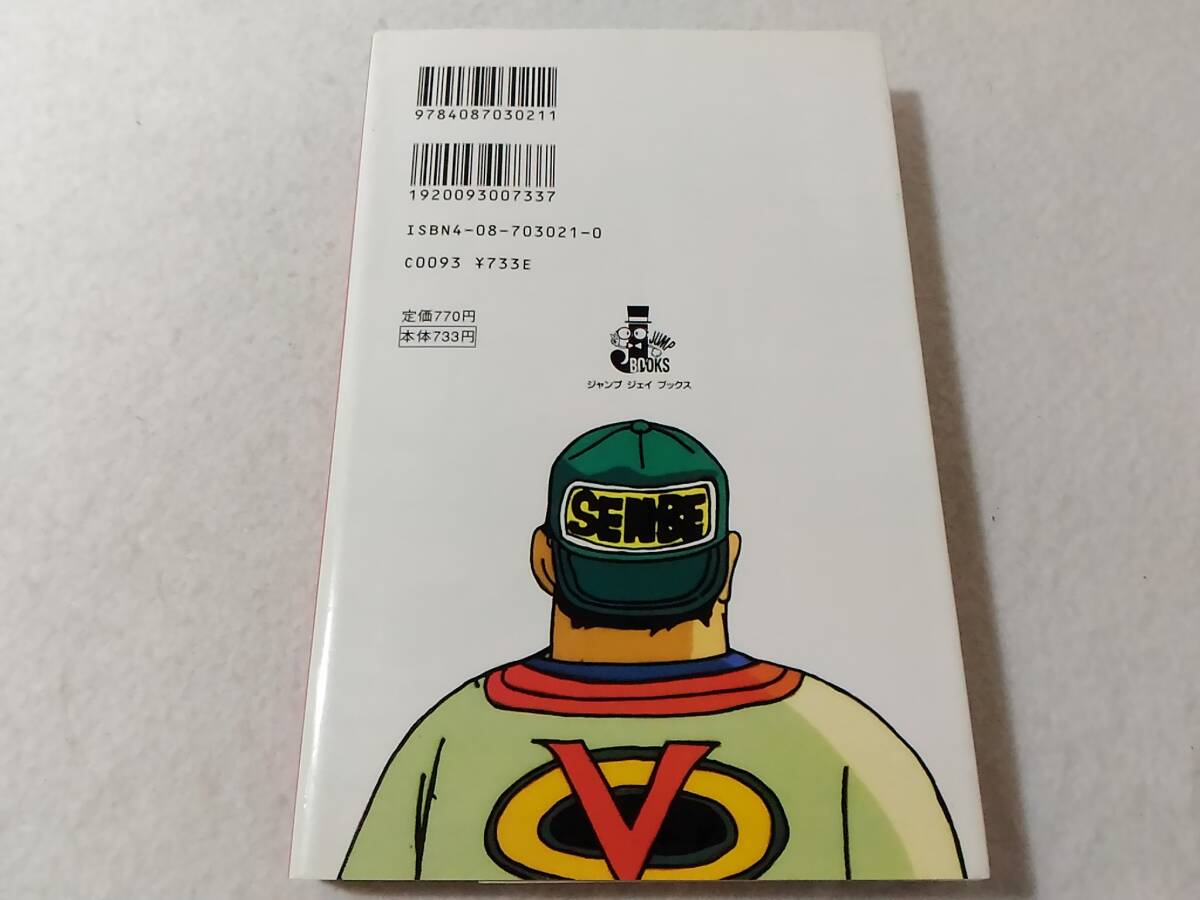 9784087030211
1920093007337
ISBN4-08-703021-0
C0093 ¥733E
定価770円
本体733円
JUMP
BOOKS
ジャンプ ジェイ ブックス
SENBE
V